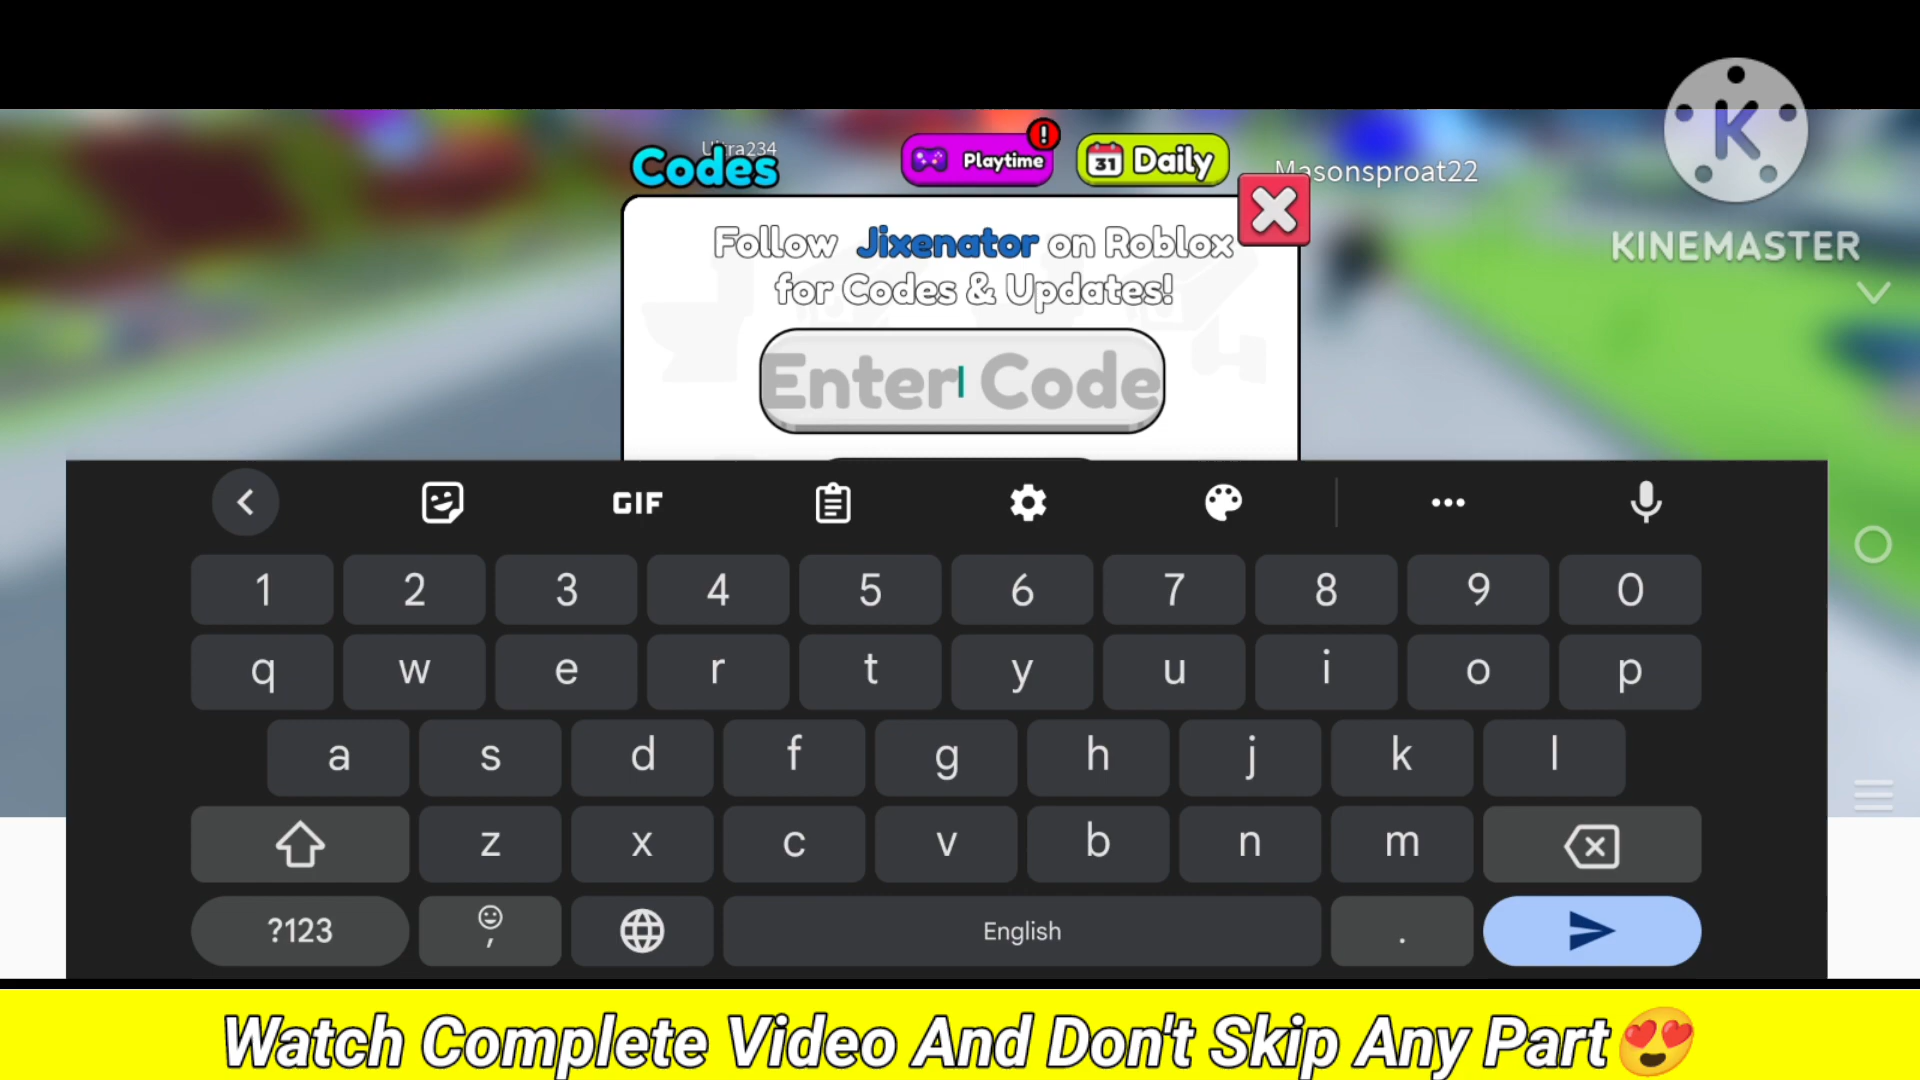 Ultra234
Codes
! Playtime
31 Daily
Masonsproat22
K
KINEMASTER
Follow Jixenator on Roblox
for Codes & Updates!
Enter Code
GIF
1 2 3 4 5 6 7 8 9 0
q w e r t y u i o p
a s d f g h j k l
z x c v b n m
?123 , English .
Watch Complete Video And Don't Skip Any Part😍